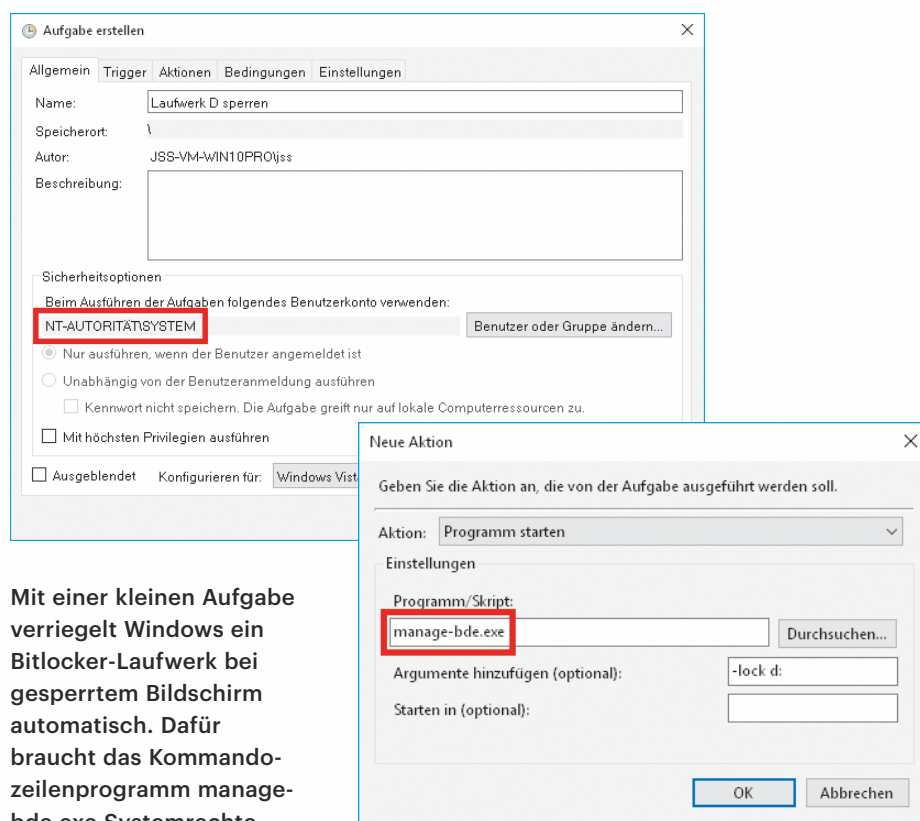 Aufgabe erstellen
Allgemein Trigger Aktionen Bedingungen Einstellungen
Name: Laufwerk D sperren
Speicherort: \
Autor: JSS-VM-WIN10PRO\jss
Beschreibung:
Sicherheitsoptionen
Beim Ausführen der Aufgaben folgendes Benutzerkonto verwenden:
NT-AUTORITÄT\SYSTEM Benutzer oder Gruppe ändern...
Nur ausführen, wenn der Benutzer angemeldet ist
Unabhängig von der Benutzeranmeldung ausführen
Kennwort nicht speichern. Die Aufgabe greift nur auf lokale Computerressourcen zu.
Mit höchsten Privilegien ausführen
Ausgeblendet Konfigurieren für: Windows Vist
Neue Aktion
Geben Sie die Aktion an, die von der Aufgabe ausgeführt werden soll.
Aktion: Programm starten
Einstellungen
Programm/Skript:
manage-bde.exe Durchsuchen...
Argumente hinzufügen (optional): -lock d:
Starten in (optional):
OK Abbrechen
Mit einer kleinen Aufgabe
verriegelt Windows ein
Bitlocker-Laufwerk bei
gesperrtem Bildschirm
automatisch. Dafür
braucht das Kommando-
zeilenprogramm manage-
bde.exe Systemrechte